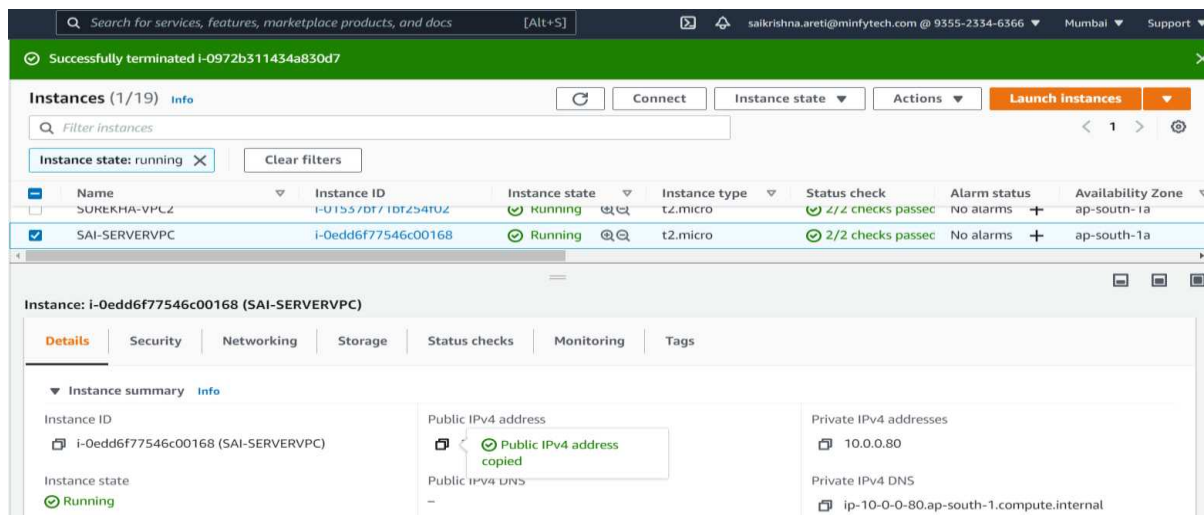 Search for services, features, marketplace products, and docs [Alt+S] saikrishna.areti@minfytech.com @ 9355-2334-6366 Mumbai Support
Successfully terminated i-0972b311434a830d7
Instances (1/19) Info Connect Instance state Actions Launch instances
Filter instances 1
Instance state: running Clear filters
Name Instance ID Instance state Instance type Status check Alarm status Availability Zone
SUREKHA-VPC2 i-01537bf71bf254f02 Running t2.micro 2/2 checks passed No alarms ap-south-1a
SAI-SERVERVPC i-0edd6f77546c00168 Running t2.micro 2/2 checks passed No alarms ap-south-1a
Instance: i-0edd6f77546c00168 (SAI-SERVERVPC)
Details Security Networking Storage Status checks Monitoring Tags
Instance summary Info
Instance ID Public IPv4 address Private IPv4 addresses
i-0edd6f77546c00168 (SAI-SERVERVPC) Public IPv4 address 10.0.0.80
copied
Instance state Public IPv4 DNS Private IPv4 DNS
Running – ip-10-0-0-80.ap-south-1.compute.internal